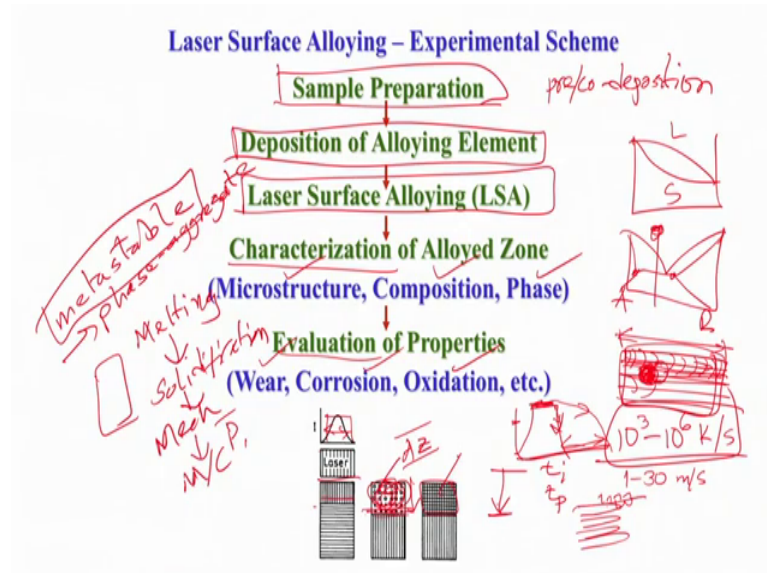 Laser Surface Alloying – Experimental Scheme
Sample Preparation
pre/co-deposition
Deposition of Alloying Element
L
S
Laser Surface Alloying (LSA)
metastable
phase-aggregate
Characterization of Alloyed Zone
(Microstructure, Composition, Phase)
A
B
Melting
Solidification
Mech
M/C
Evaluation of Properties
(Wear, Corrosion, Oxidation, etc.)
I
Laser
dz
10³–10⁶ K/s
1–30 m/s
ti
tp